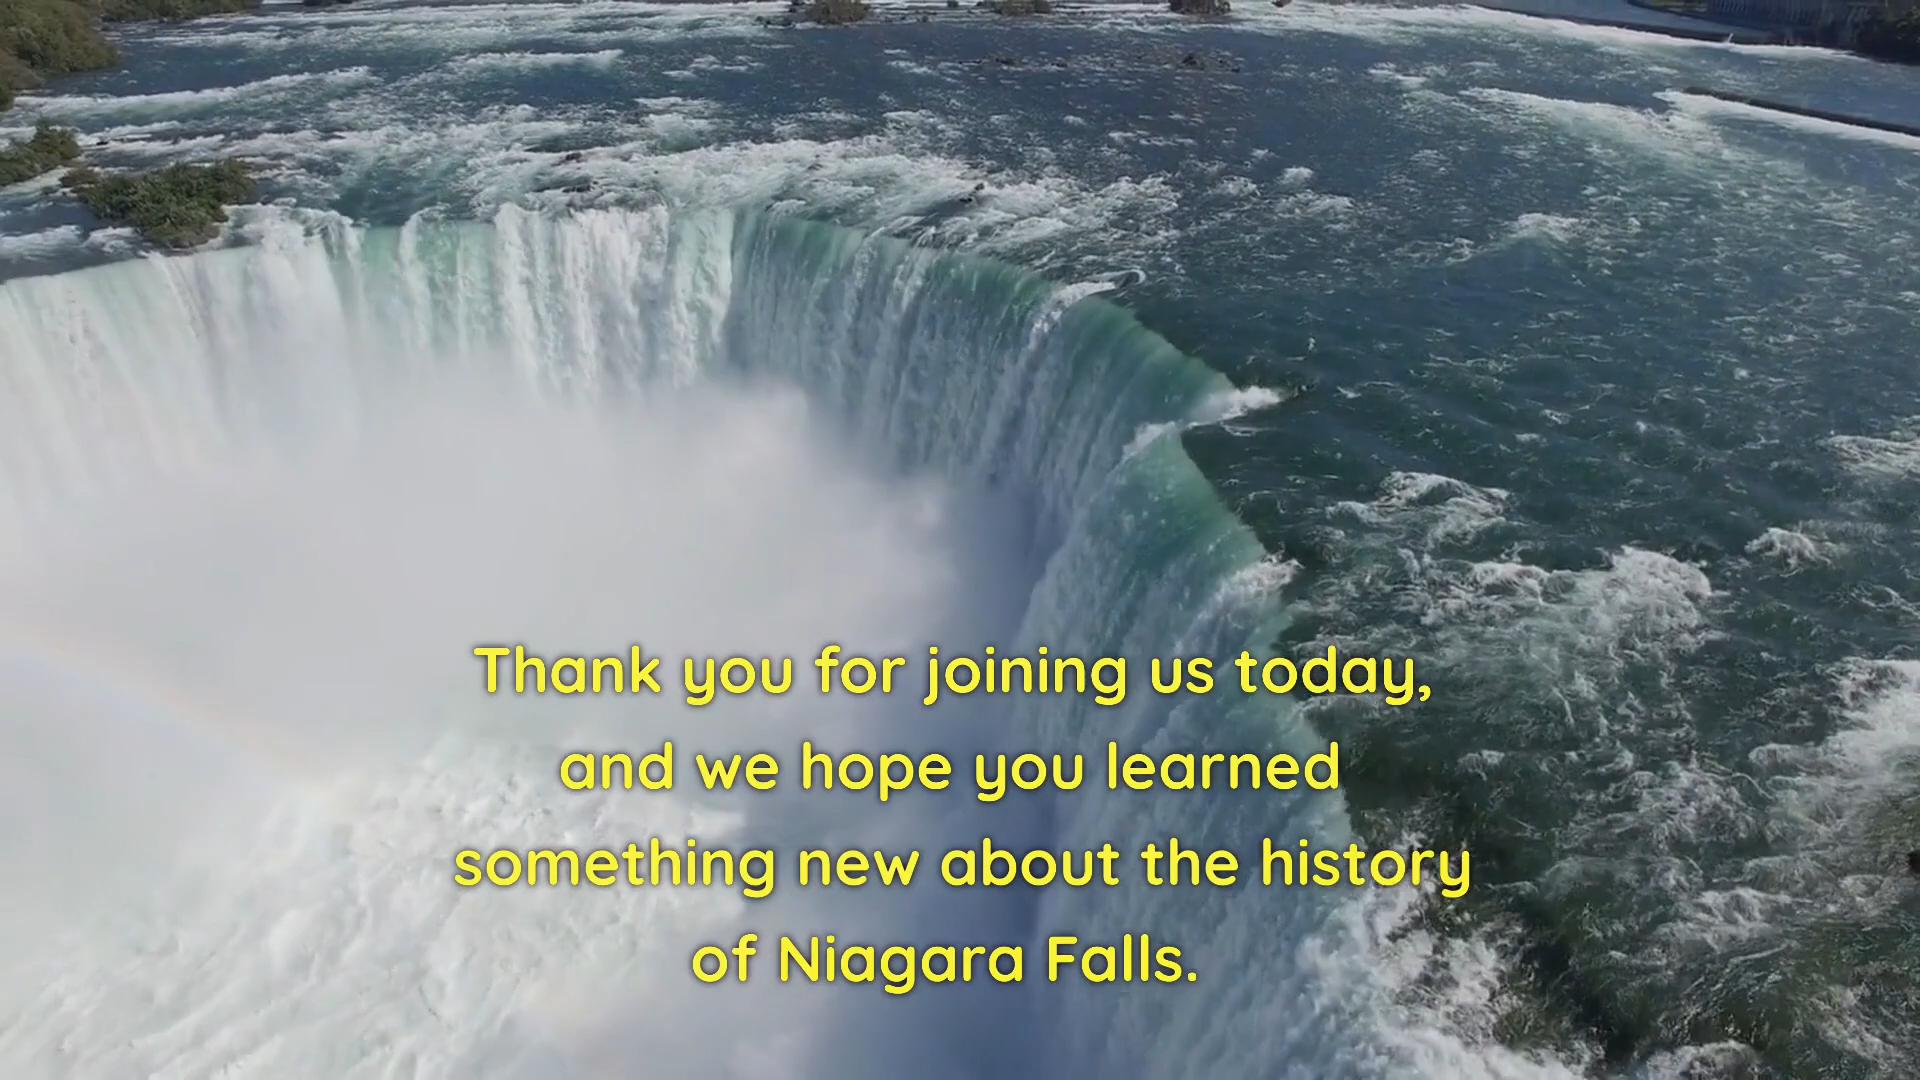 Thank you for joining us today,
and we hope you learned
something new about the history
of Niagara Falls.